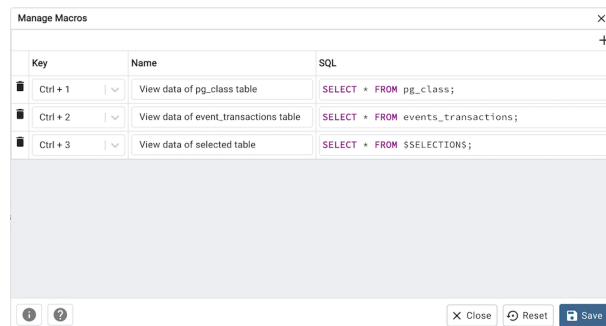 Manage Macros
Key Name SQL
Ctrl + 1 View data of pg_class table SELECT * FROM pg_class;
Ctrl + 2 View data of event_transactions table SELECT * FROM events_transactions;
Ctrl + 3 View data of selected table SELECT * FROM $SELECTION$;
Close Reset Save